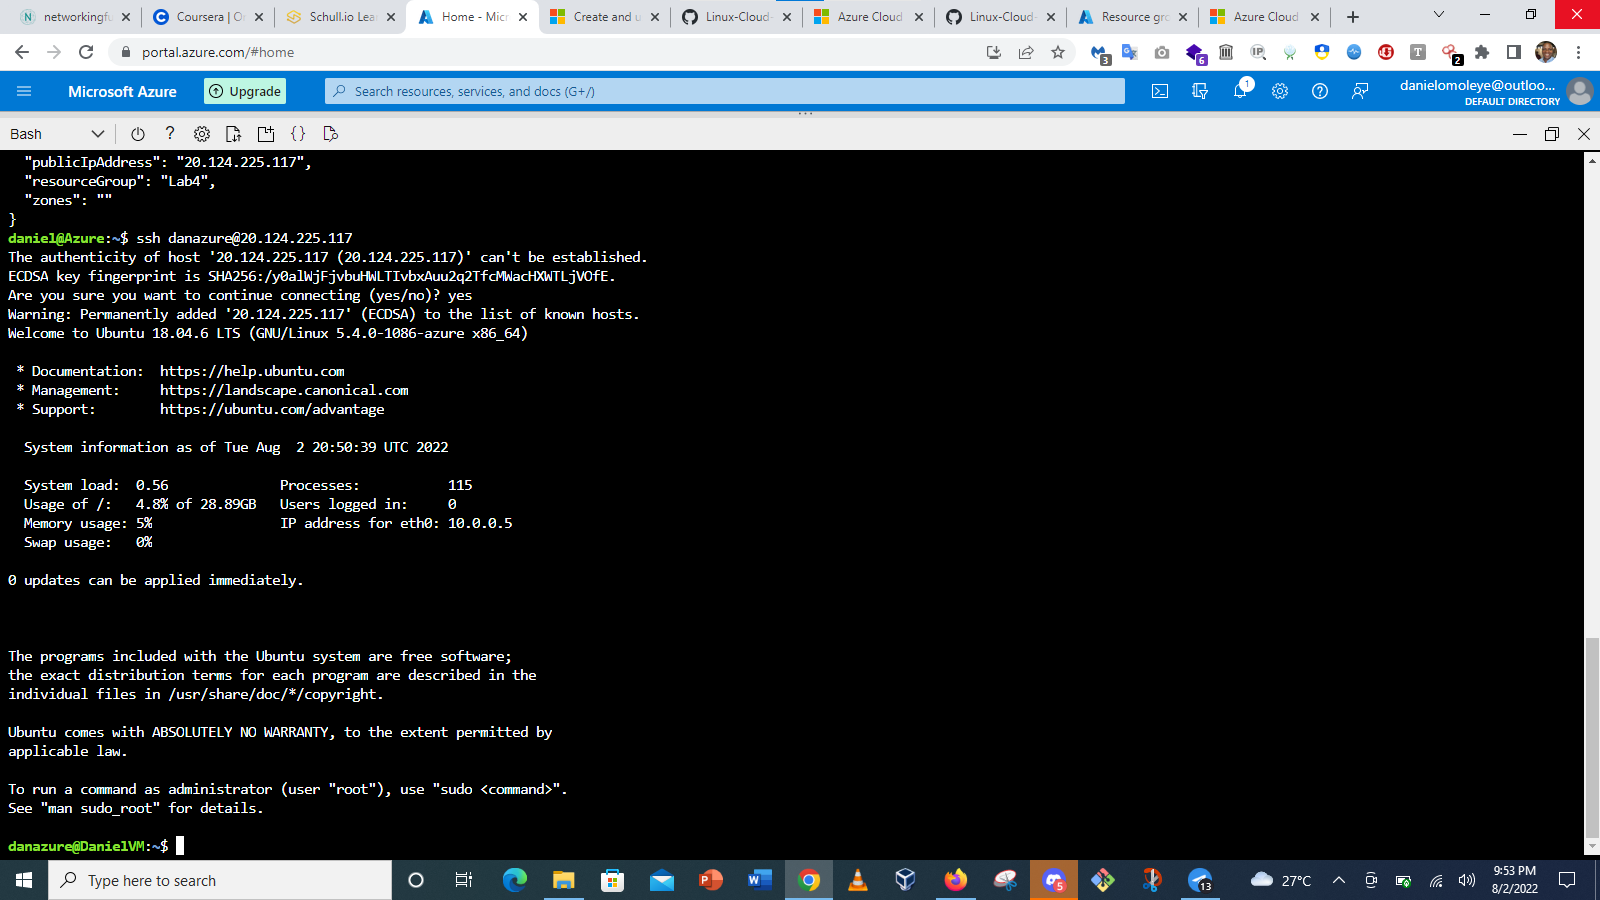 networkingfu
Coursera | O
Schull.io Lea
Home - Micr
Create and u
Linux-Cloud-
Azure Cloud
Linux-Cloud-
Resource gro
Azure Cloud
portal.azure.com/#home
3
6
IP
T
2
Microsoft Azure
Upgrade
Search resources, services, and docs (G+/)
1
danielomoleye@outloo...
DEFAULT DIRECTORY
Bash
"publicIpAddress": "20.124.225.117",
"resourceGroup": "Lab4",
"zones": ""
}
daniel@Azure:~$ ssh danazure@20.124.225.117
The authenticity of host '20.124.225.117 (20.124.225.117)' can't be established.
ECDSA key fingerprint is SHA256:/y0alWjFjvbuHWLTIvbxAuu2q2TfcMWacHXWTLjVOfE.
Are you sure you want to continue connecting (yes/no)? yes
Warning: Permanently added '20.124.225.117' (ECDSA) to the list of known hosts.
Welcome to Ubuntu 18.04.6 LTS (GNU/Linux 5.4.0-1086-azure x86_64)
* Documentation:  https://help.ubuntu.com
* Management:     https://landscape.canonical.com
* Support:        https://ubuntu.com/advantage
System information as of Tue Aug  2 20:50:39 UTC 2022
System load:  0.56              Processes:           115
Usage of /:   4.8% of 28.89GB   Users logged in:     0
Memory usage: 5%                IP address for eth0: 10.0.0.5
Swap usage:   0%
0 updates can be applied immediately.
The programs included with the Ubuntu system are free software;
the exact distribution terms for each program are described in the
individual files in /usr/share/doc/*/copyright.
Ubuntu comes with ABSOLUTELY NO WARRANTY, to the extent permitted by
applicable law.
To run a command as administrator (user "root"), use "sudo <command>".
See "man sudo_root" for details.
danazure@DanielVM:~$
Type here to search
5
13
27°C
9:53 PM
8/2/2022